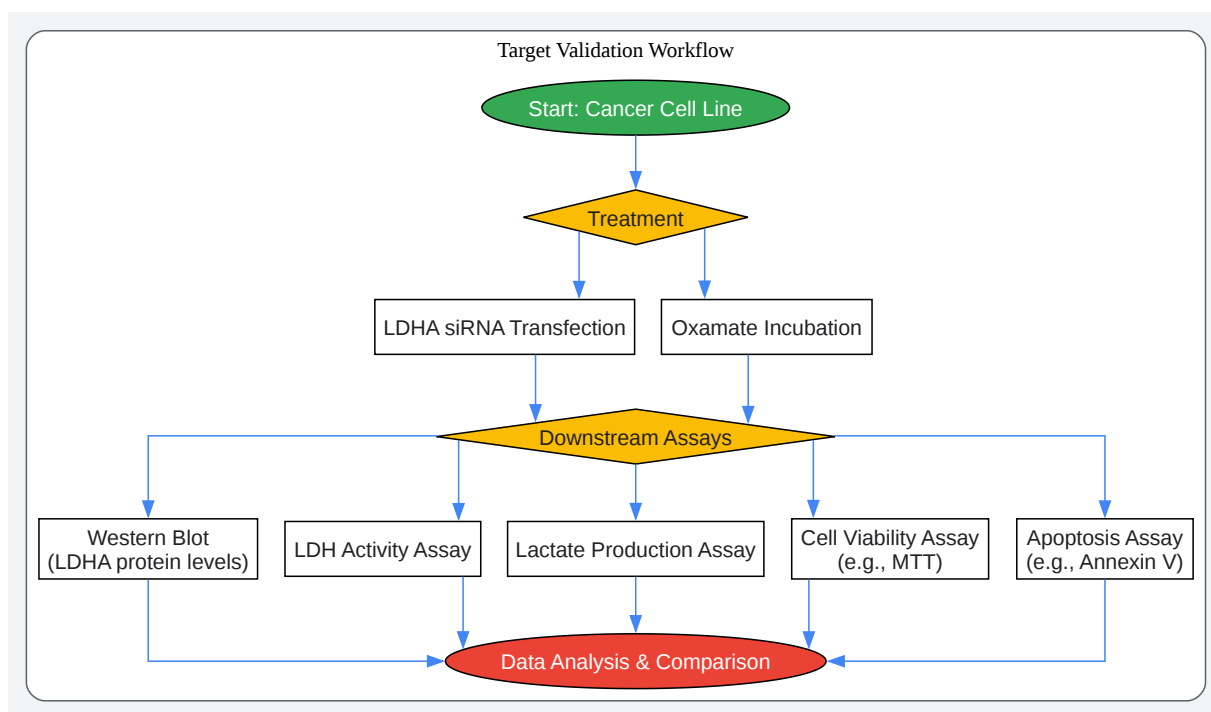 Target Validation Workflow
Start: Cancer Cell Line
Treatment
LDHA siRNA Transfection
Oxamate Incubation
Downstream Assays
Western Blot
(LDHA protein levels)
LDH Activity Assay
Lactate Production Assay
Cell Viability Assay
(e.g., MTT)
Apoptosis Assay
(e.g., Annexin V)
Data Analysis & Comparison